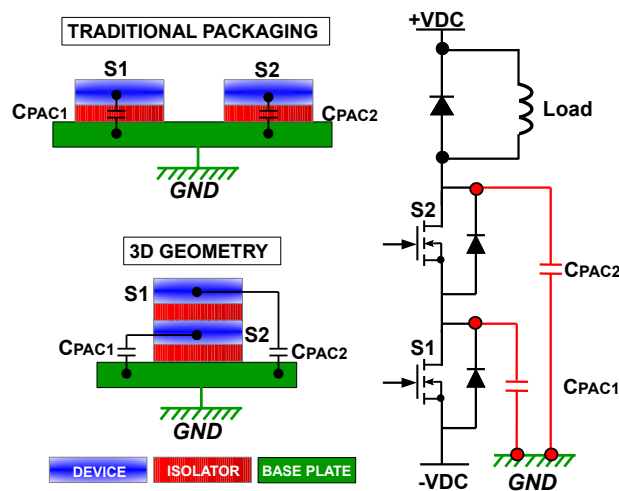 TRADITIONAL PACKAGING
S1
S2
CPAC1
CPAC2
GND
3D GEOMETRY
S1
S2
CPAC1
CPAC2
GND
DEVICE
ISOLATOR
BASE PLATE
+VDC
Load
S2
CPAC2
S1
CPAC1
-VDC
GND